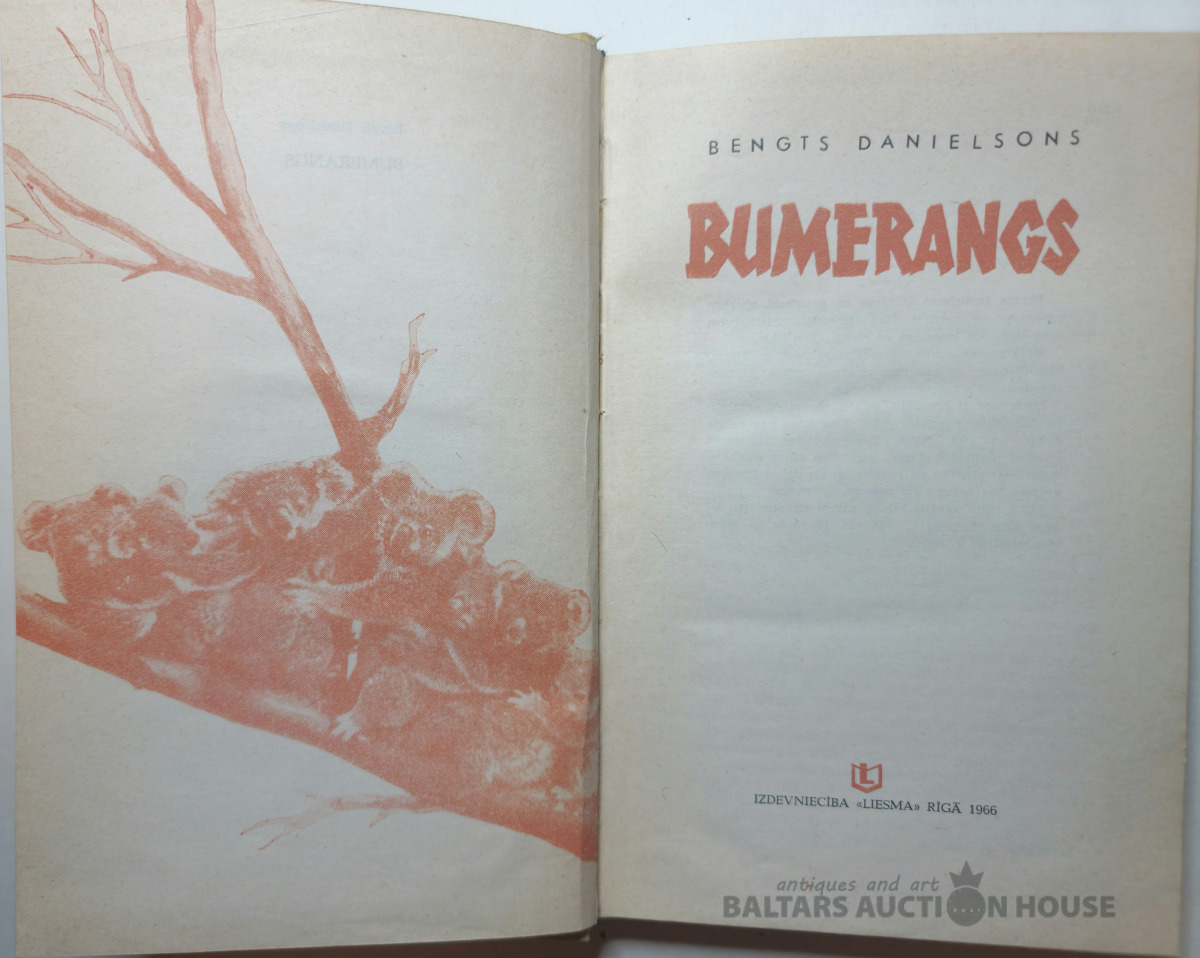 BENGTS DANIELSONS
BUMERANGS
L
IZDEVNIECĪBA «LIESMA» RĪGĀ 1966
antiques and art
BALTARS AUCTION HOUSE